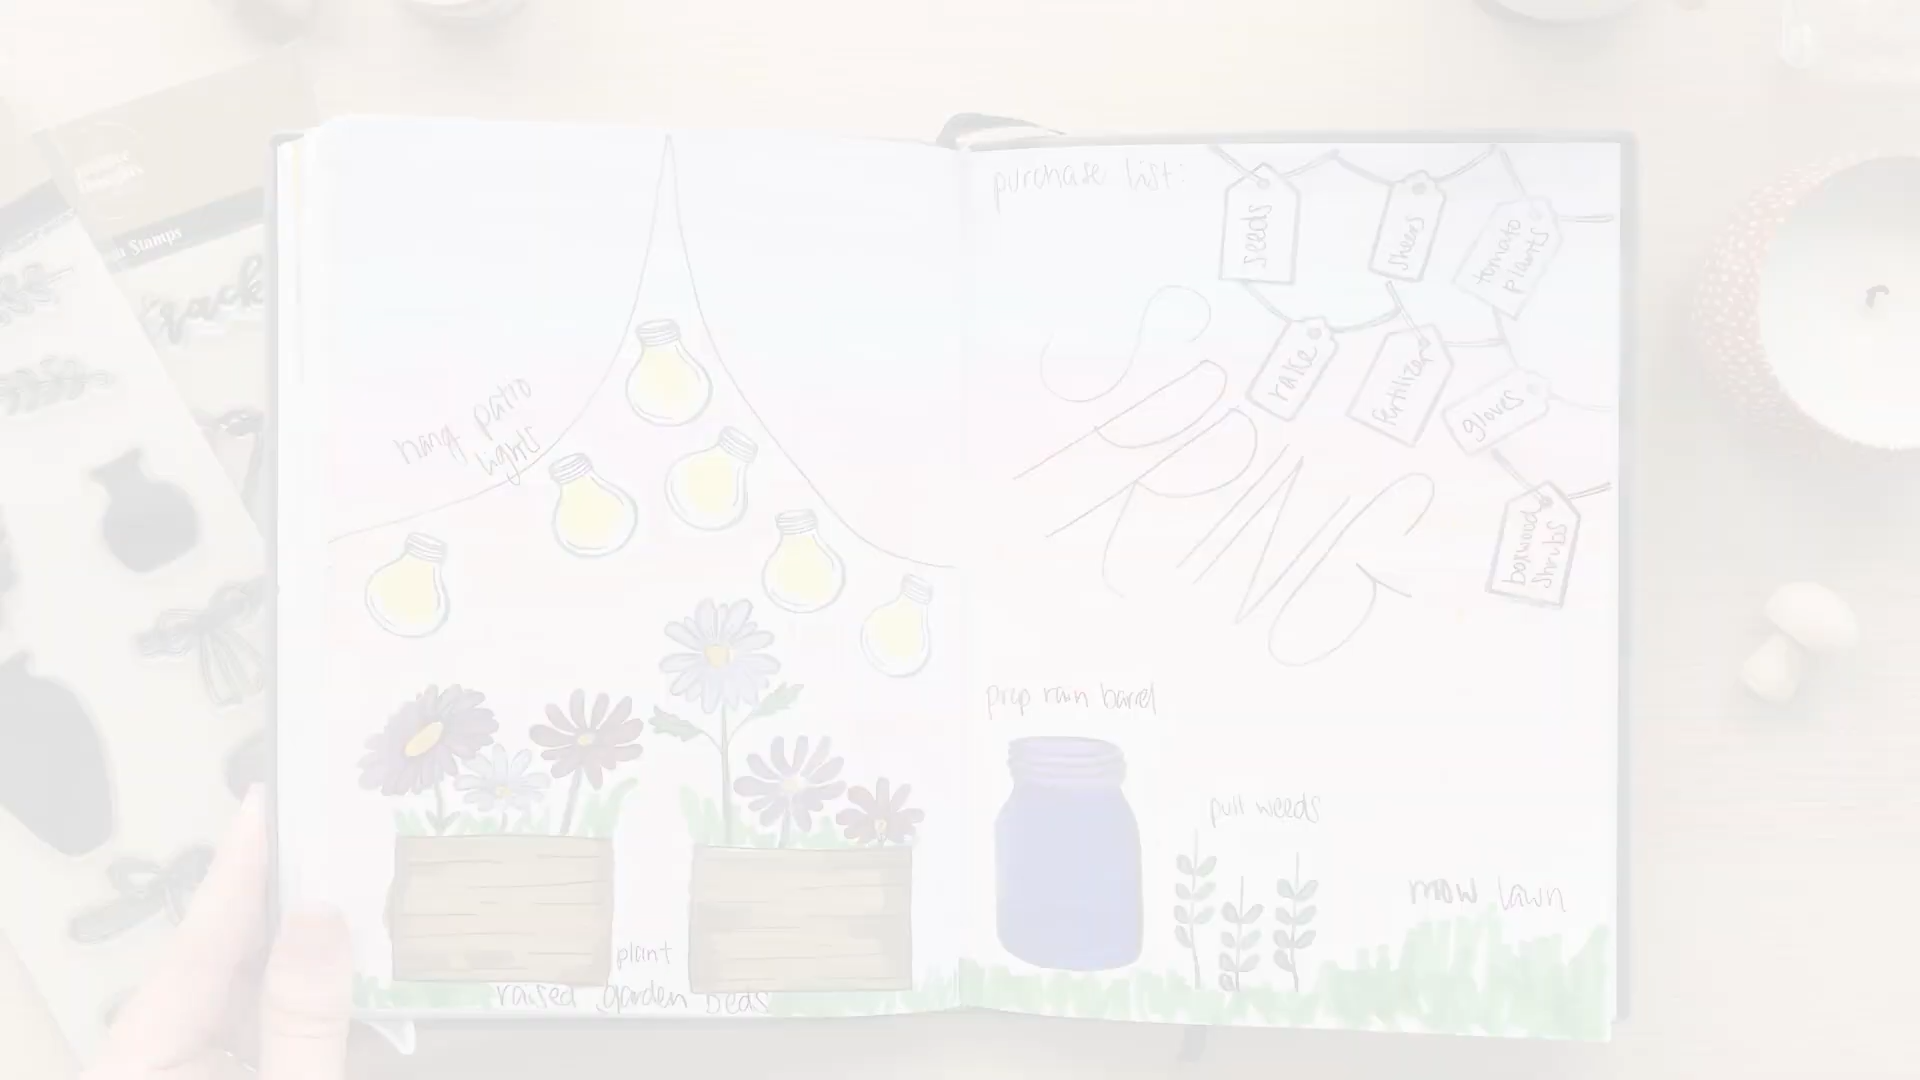 Stamps
hang patio
lights
plant
raised garden beds
purchase list:
seeds
sheers
tomato
plants
rake
fertilizer
gloves
boxwood
shrubs
SPRING
prep rain barrel
pull weeds
mow lawn